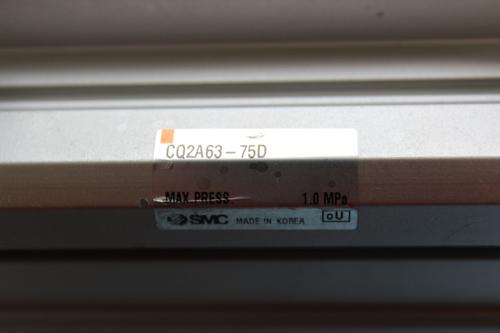 CQ2A63-75D
MAX.PRESS 1.0 MPa
SMC MADE IN KOREA oU